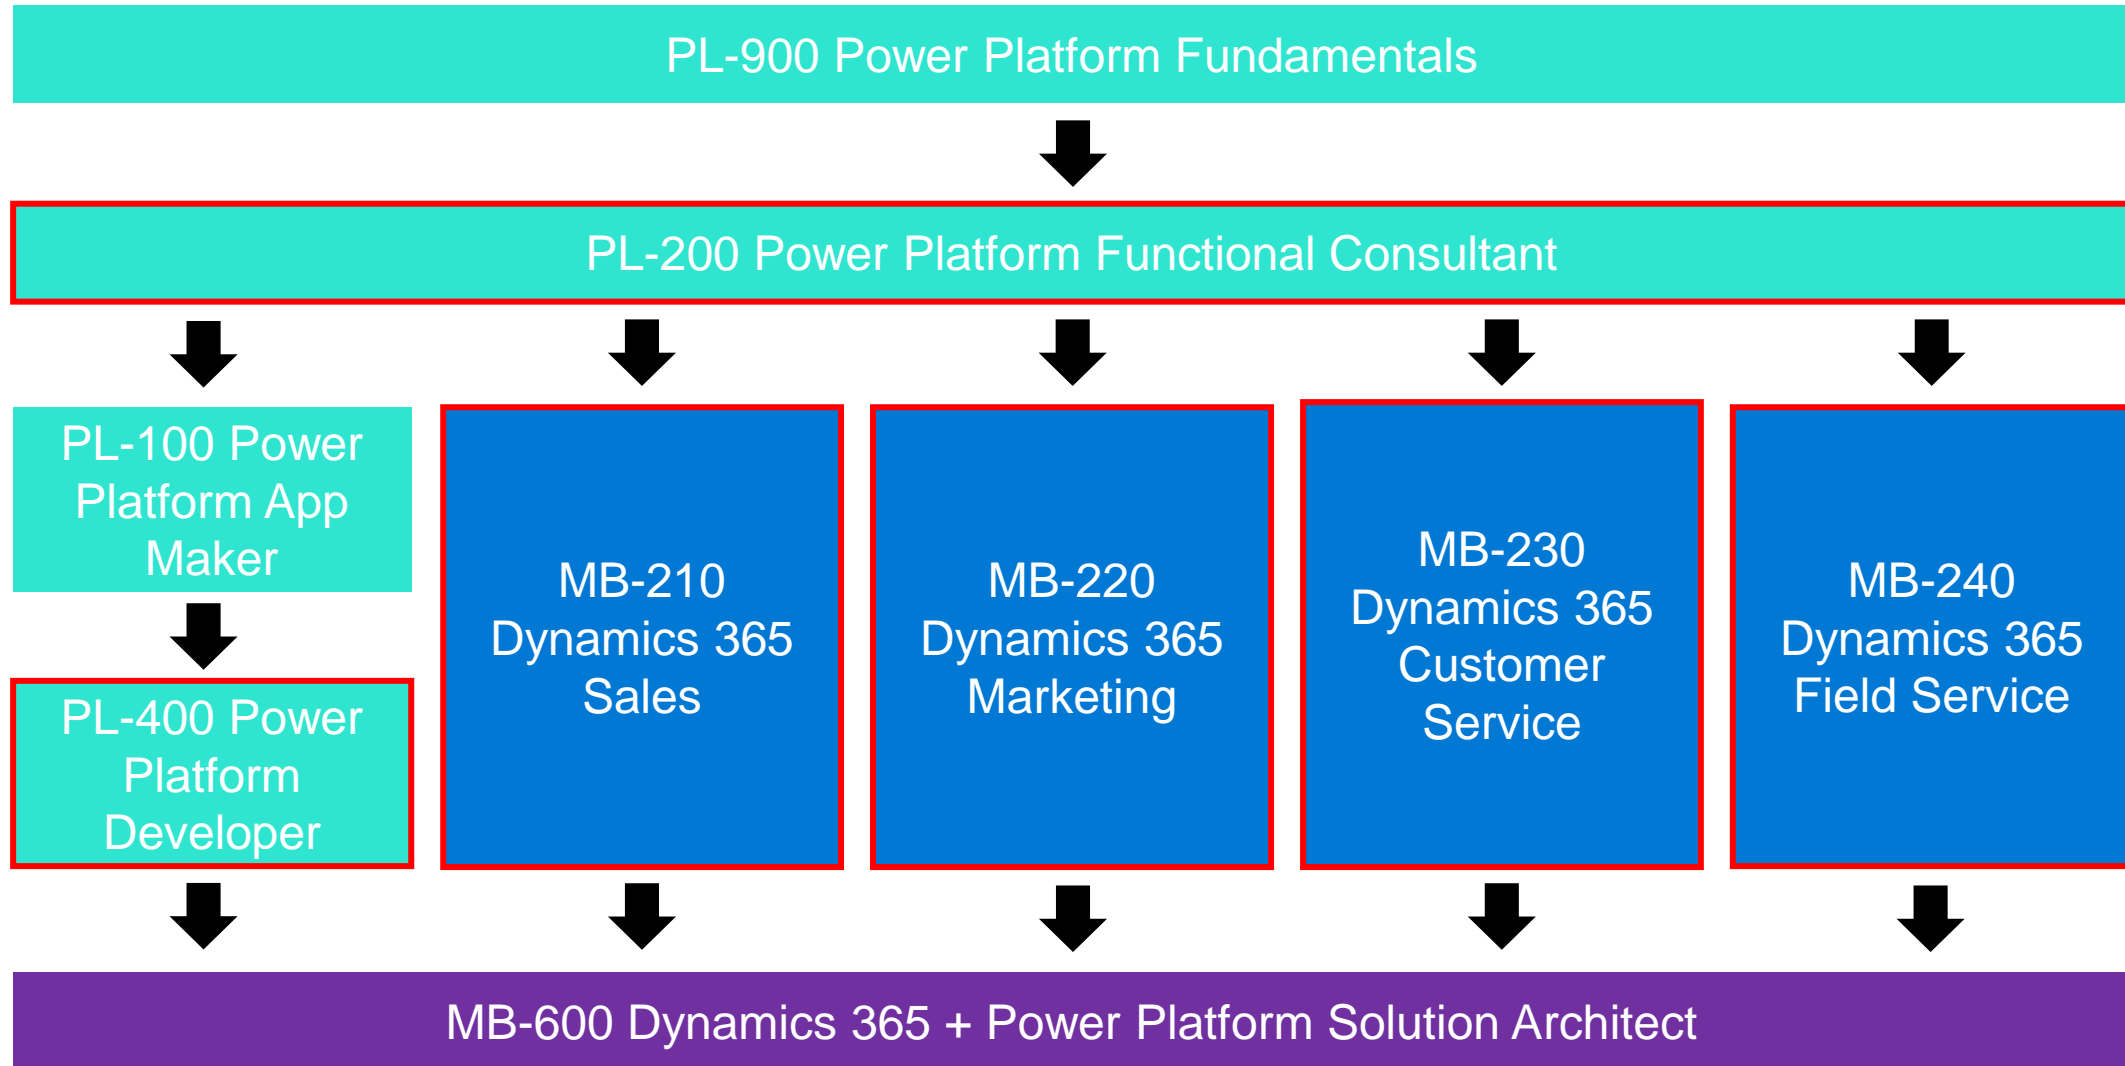 PL-900 Power Platform Fundamentals
PL-200 Power Platform Functional Consultant
PL-100 Power
Platform App
Maker
PL-400 Power
Platform
Developer
MB-210
Dynamics 365
Sales
MB-220
Dynamics 365
Marketing
MB-230
Dynamics 365
Customer
Service
MB-240
Dynamics 365
Field Service
MB-600 Dynamics 365 + Power Platform Solution Architect